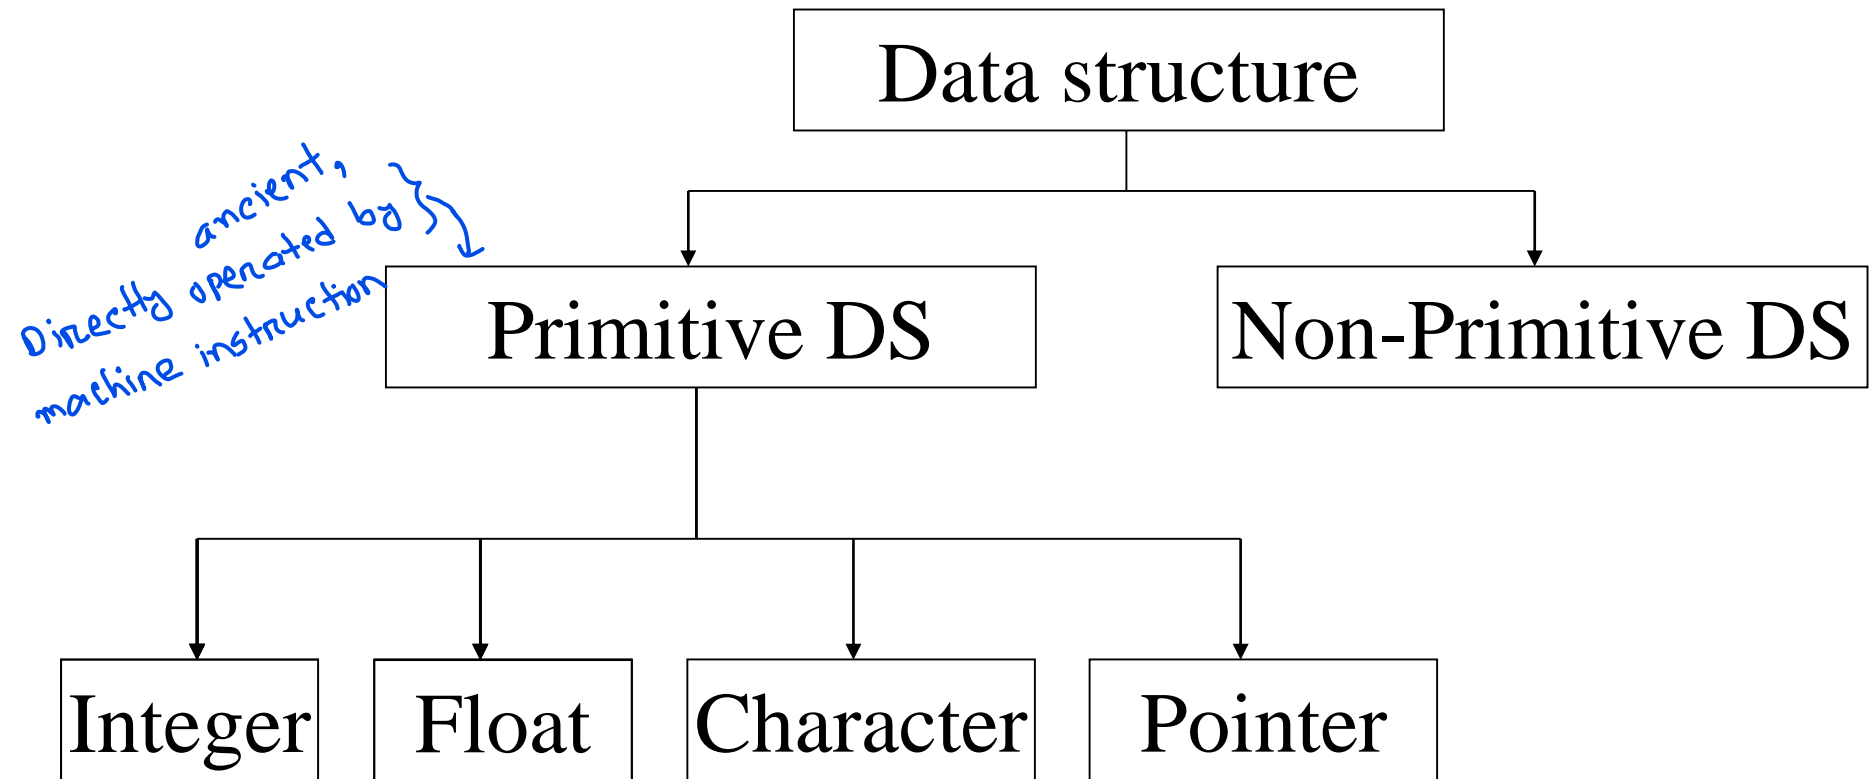 Data structure
ancient,
Directly operated by
machine instruction
Primitive DS
Non-Primitive DS
Integer
Float
Character
Pointer